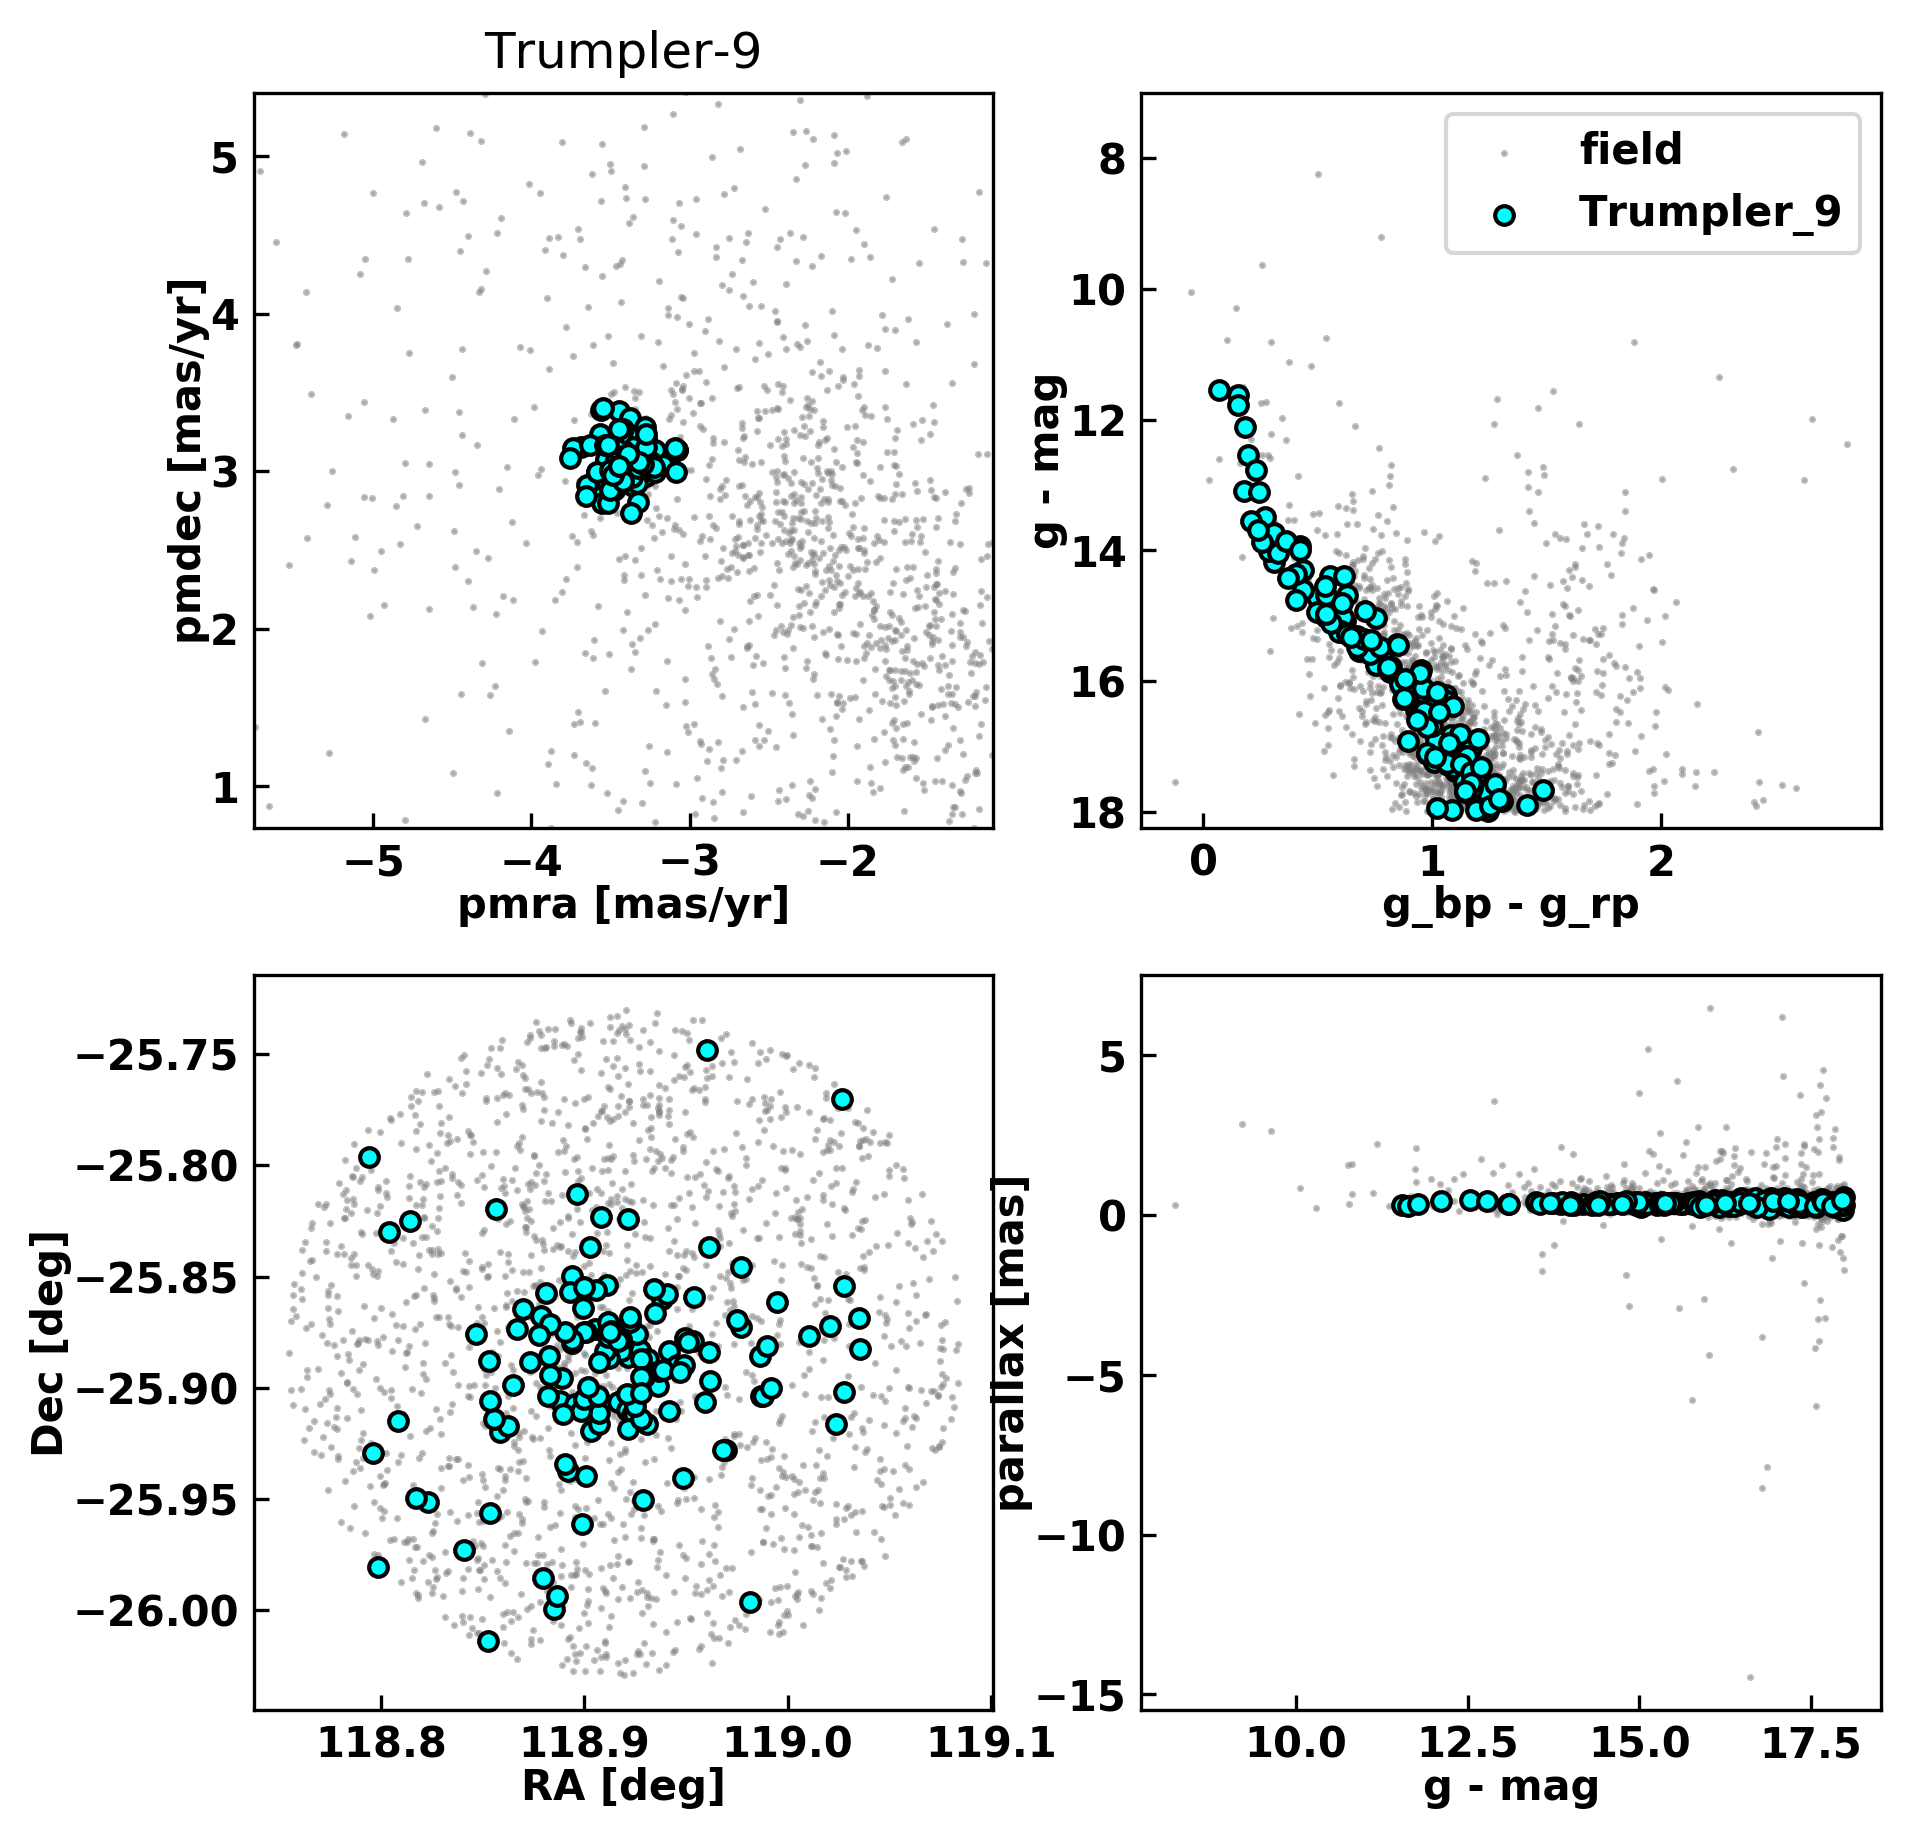 Trumpler-9
5
4
3
2
1
pmdec [mas/yr]
−5 −4 −3 −2
pmra [mas/yr]
field
Trumpler_9
8
10
12
14
16
18
g - mag
0 1 2
g_bp - g_rp
−25.75
−25.80
−25.85
−25.90
−25.95
−26.00
Dec [deg]
118.8 118.9 119.0 119.1
RA [deg]
5
0
−5
−10
−15
parallax [mas]
10.0 12.5 15.0 17.5
g - mag